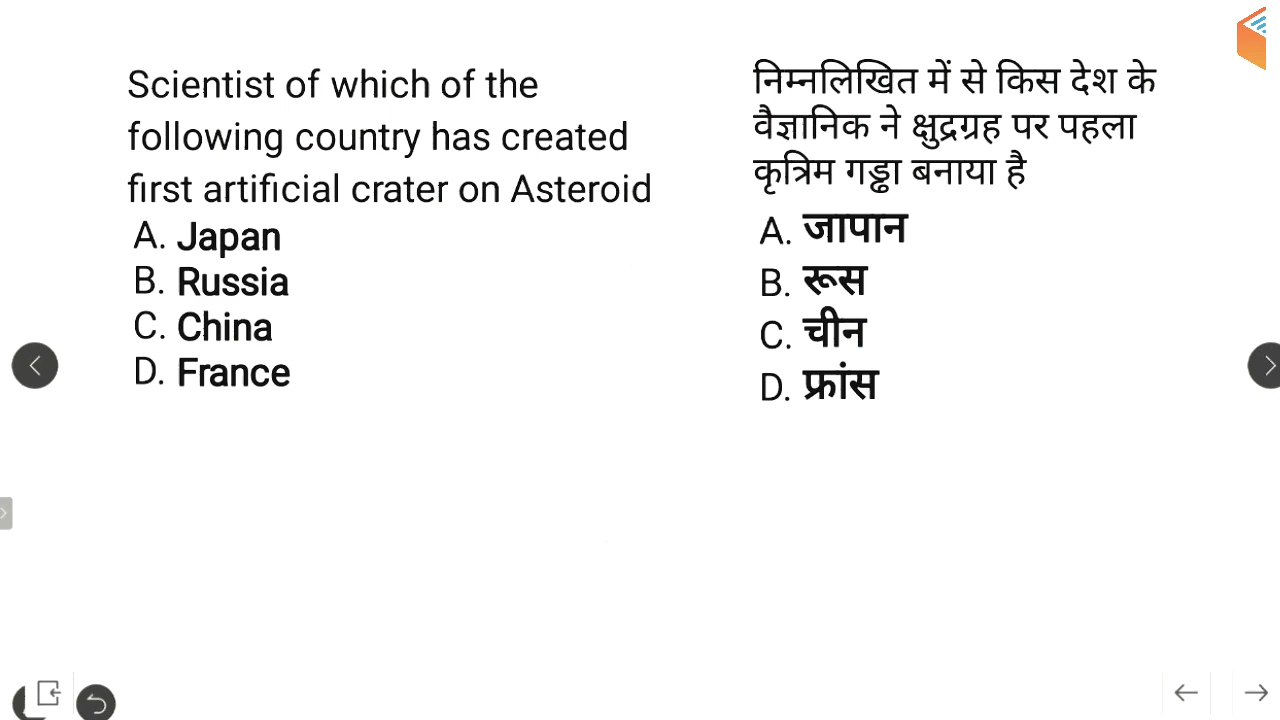 Scientist of which of the
following country has created
first artificial crater on Asteroid
A. Japan
B. Russia
C. China
D. France
निम्नलिखित में से किस देश के
वैज्ञानिक ने क्षुद्रग्रह पर पहला
कृत्रिम गड्ढा बनाया है
A. जापान
B. रूस
C. चीन
D. फ्रांस